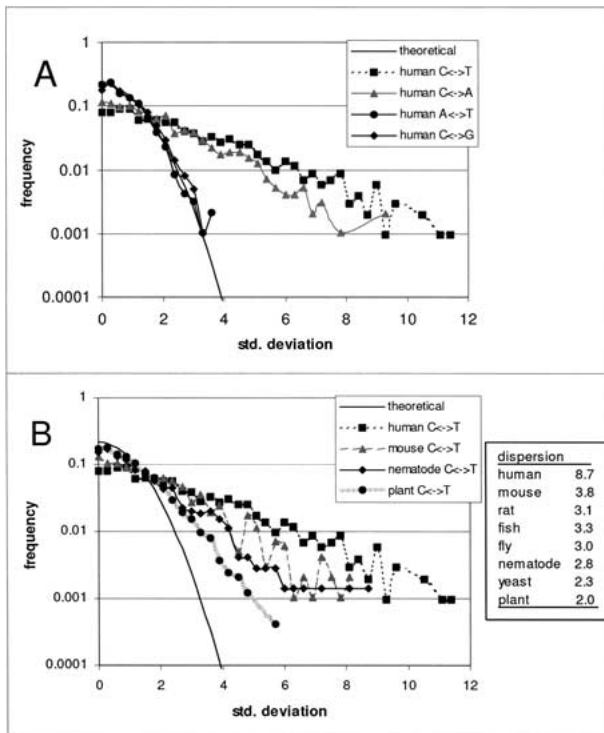 A
1
0.1
0.01
0.001
0.0001
frequency
0 2 4 6 8 10 12
std. deviation
theoretical
human C<->T
human C<->A
human A<->T
human C<->G
B
1
0.1
0.01
0.001
0.0001
frequency
0 2 4 6 8 10 12
std. deviation
theoretical
human C<->T
mouse C<->T
nematode C<->T
plant C<->T
dispersion
human 8.7
mouse 3.8
rat 3.1
fish 3.3
fly 3.0
nematode 2.8
yeast 2.3
plant 2.0